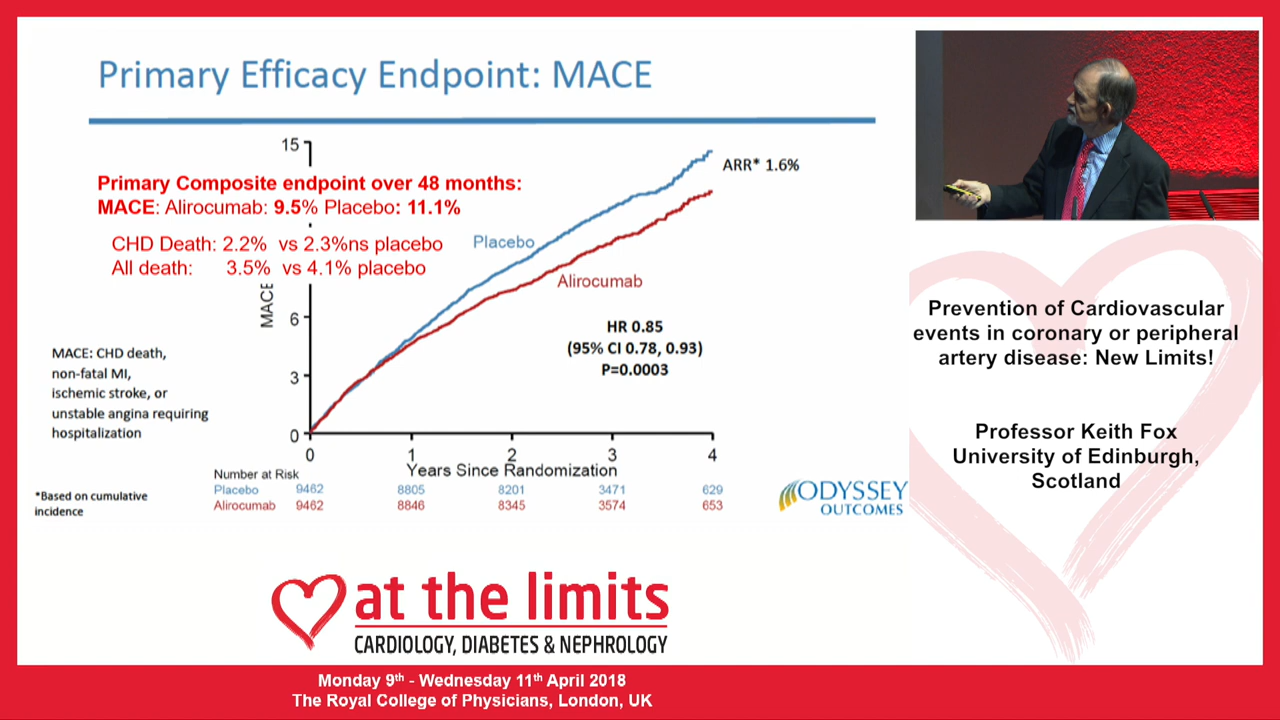 Primary Efficacy Endpoint: MACE
15
ARR* 1.6%
Primary Composite endpoint over 48 months:
MACE: Alirocumab: 9.5% Placebo: 11.1%
CHD Death: 2.2% vs 2.3%ns placebo
All death: 3.5% vs 4.1% placebo
Placebo
Alirocumab
MACE
6
3
0
HR 0.85
(95% CI 0.78, 0.93)
P=0.0003
MACE: CHD death,
non-fatal MI,
ischemic stroke, or
unstable angina requiring
hospitalization
0 1 2 3 4
Years Since Randomization
Number at Risk
Placebo 9462 8805 8201 3471 629
Alirocumab 9462 8846 8345 3574 653
*Based on cumulative
incidence
ODYSSEY
OUTCOMES
Prevention of Cardiovascular
events in coronary or peripheral
artery disease: New Limits!
Professor Keith Fox
University of Edinburgh,
Scotland
at the limits
CARDIOLOGY, DIABETES & NEPHROLOGY
Monday 9th - Wednesday 11th April 2018
The Royal College of Physicians, London, UK